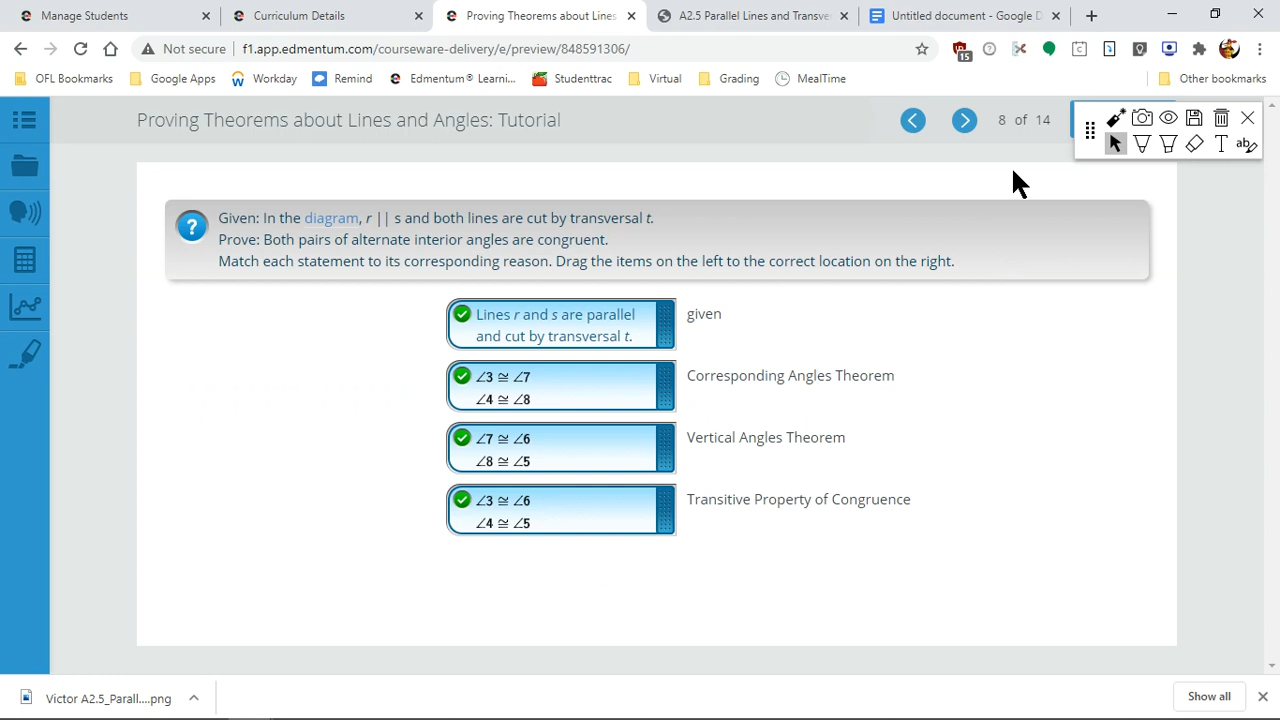 Manage Students
Curriculum Details
Proving Theorems about Lines
A2.5 Parallel Lines and Transve
Untitled document - Google D
Not secure
f1.app.edmentum.com/courseware-delivery/e/preview/848591306/
15
OFL Bookmarks
Google Apps
Workday
Remind
Edmentum® Learni...
Studenttrac
Virtual
Grading
MealTime
Other bookmarks
Proving Theorems about Lines and Angles: Tutorial
8 of 14
Given: In the diagram, r || s and both lines are cut by transversal t.
Prove: Both pairs of alternate interior angles are congruent.
Match each statement to its corresponding reason. Drag the items on the left to the correct location on the right.
Lines r and s are parallel
and cut by transversal t.
given
∠3 ≅ ∠7
∠4 ≅ ∠8
Corresponding Angles Theorem
∠7 ≅ ∠6
∠8 ≅ ∠5
Vertical Angles Theorem
∠3 ≅ ∠6
∠4 ≅ ∠5
Transitive Property of Congruence
Victor A2.5_Parall....png
Show all